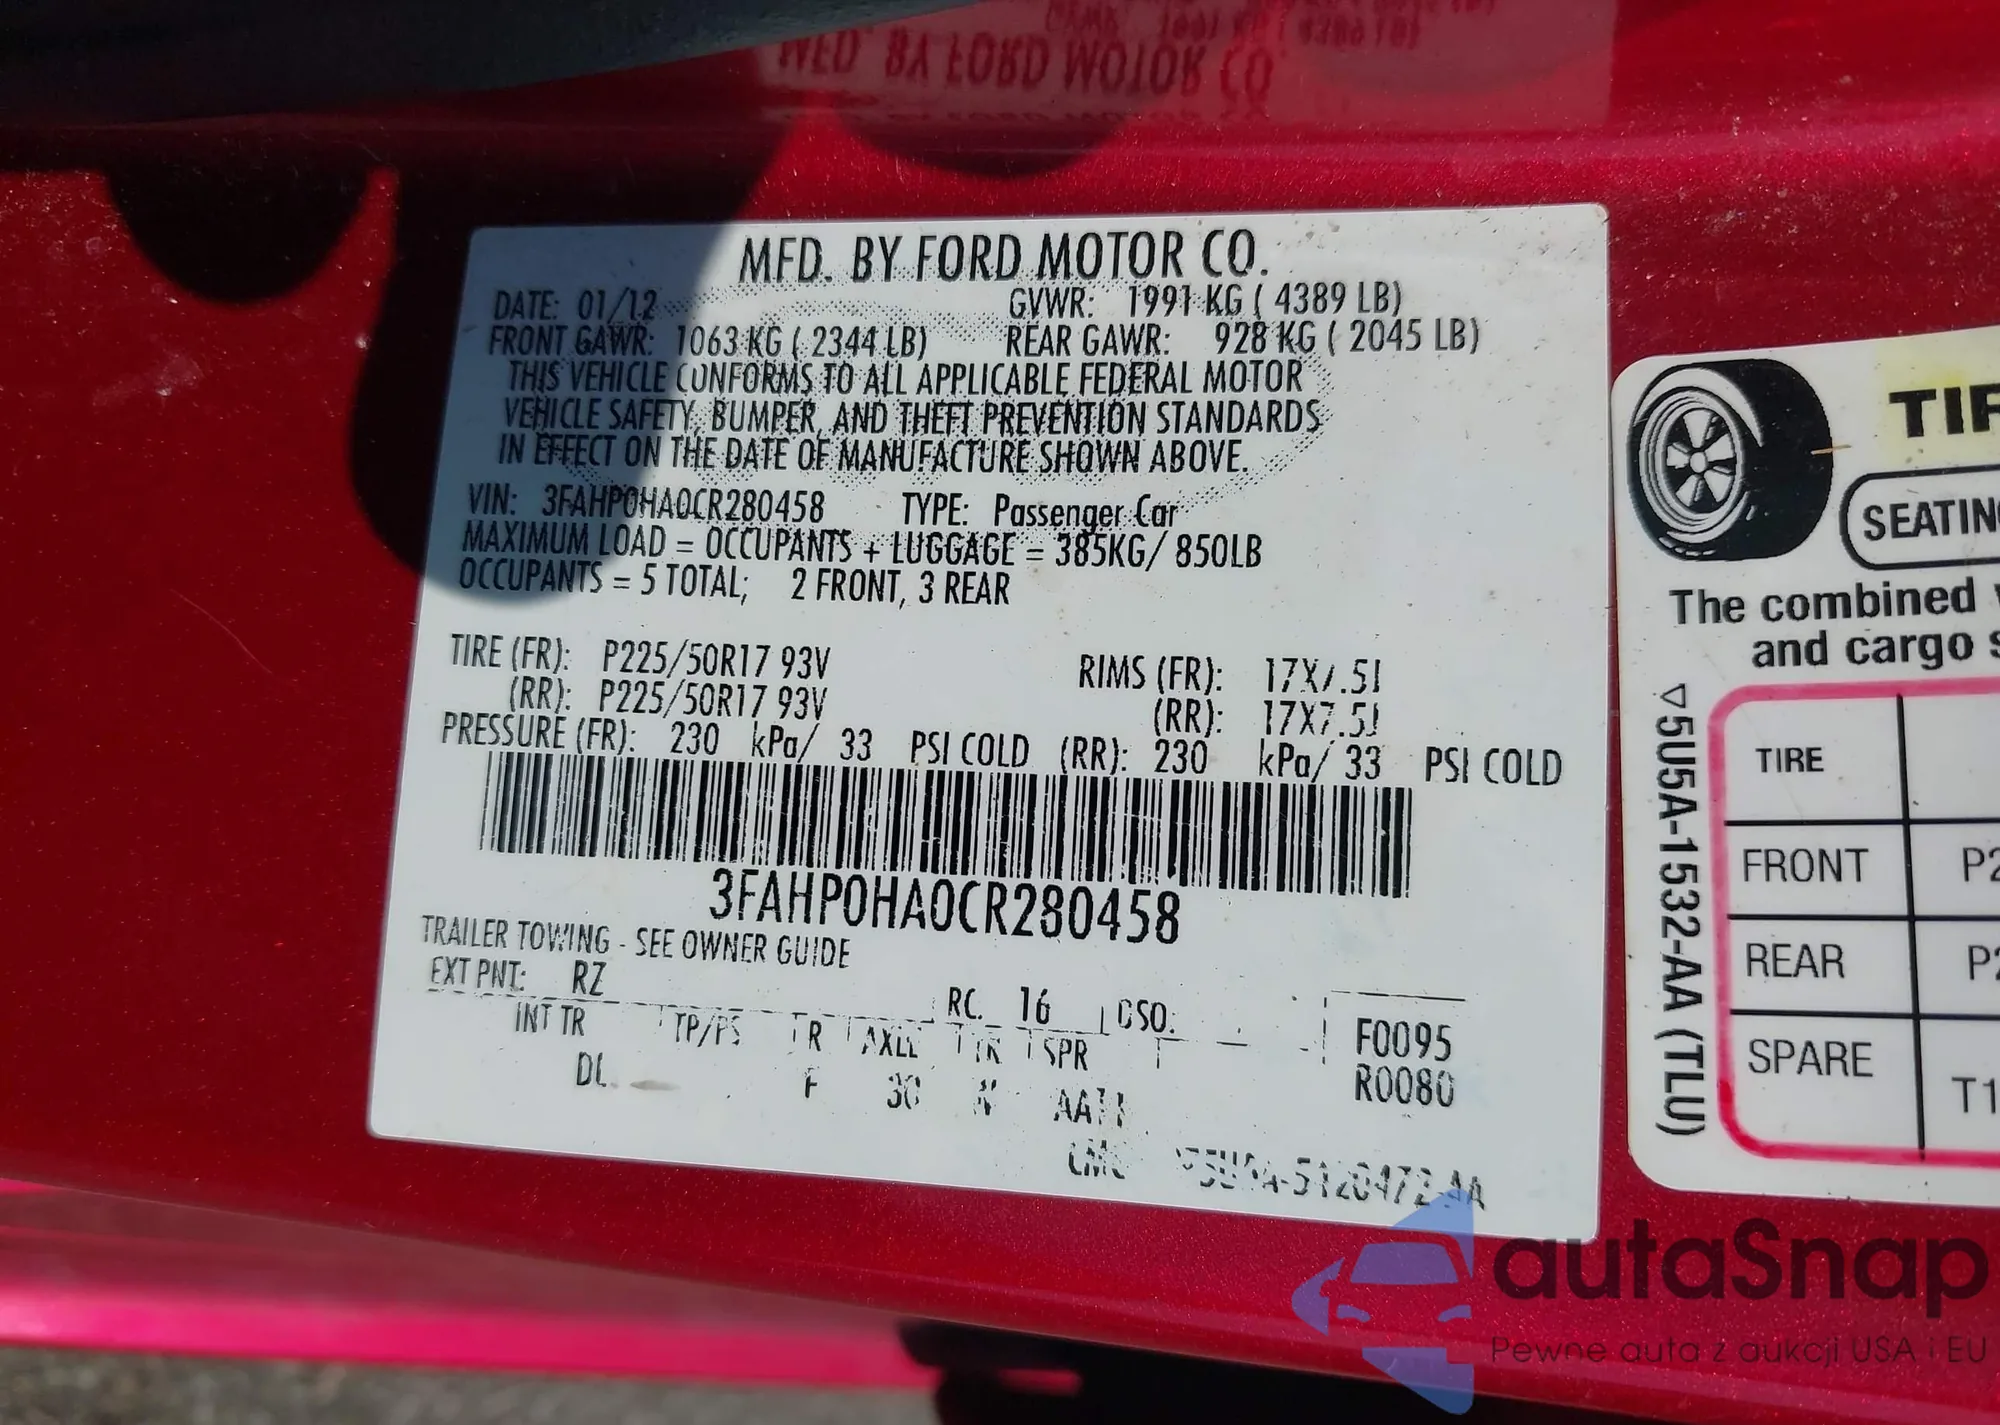 MFD. BY FORD MOTOR CO.
DATE: 01/12 GVWR: 1991 KG ( 4389 LB)
FRONT GAWR: 1063 KG ( 2344 LB) REAR GAWR: 928 KG ( 2045 LB)
THIS VEHICLE CONFORMS TO ALL APPLICABLE FEDERAL MOTOR
VEHICLE SAFETY, BUMPER, AND THEFT PREVENTION STANDARDS
IN EFFECT ON THE DATE OF MANUFACTURE SHOWN ABOVE.
VIN: 3FAHP0HA0CR280458 TYPE: Passenger Car
MAXIMUM LOAD = OCCUPANTS + LUGGAGE = 385KG/ 850LB
OCCUPANTS = 5 TOTAL; 2 FRONT, 3 REAR
TIRE (FR): P225/50R17 93V RIMS (FR): 17X7.5J
(RR): P225/50R17 93V (RR): 17X7.5J
PRESSURE (FR): 230 kPa/ 33 PSI COLD (RR): 230 kPa/ 33 PSI COLD
3FAHP0HA0CR280458
TRAILER TOWING - SEE OWNER GUIDE
EXT PNT: RZ RC: 16 DSO:
INT TR TP/PS R AXLE TR SPR F0095
DL F 30 N R0080
SEATIN
The combined
and cargo s
▽5U5A-1532-AA (TLU)
TIRE
FRONT P2
REAR P2
SPARE T1
autaSnap
Pewne auta z aukcji USA i EU